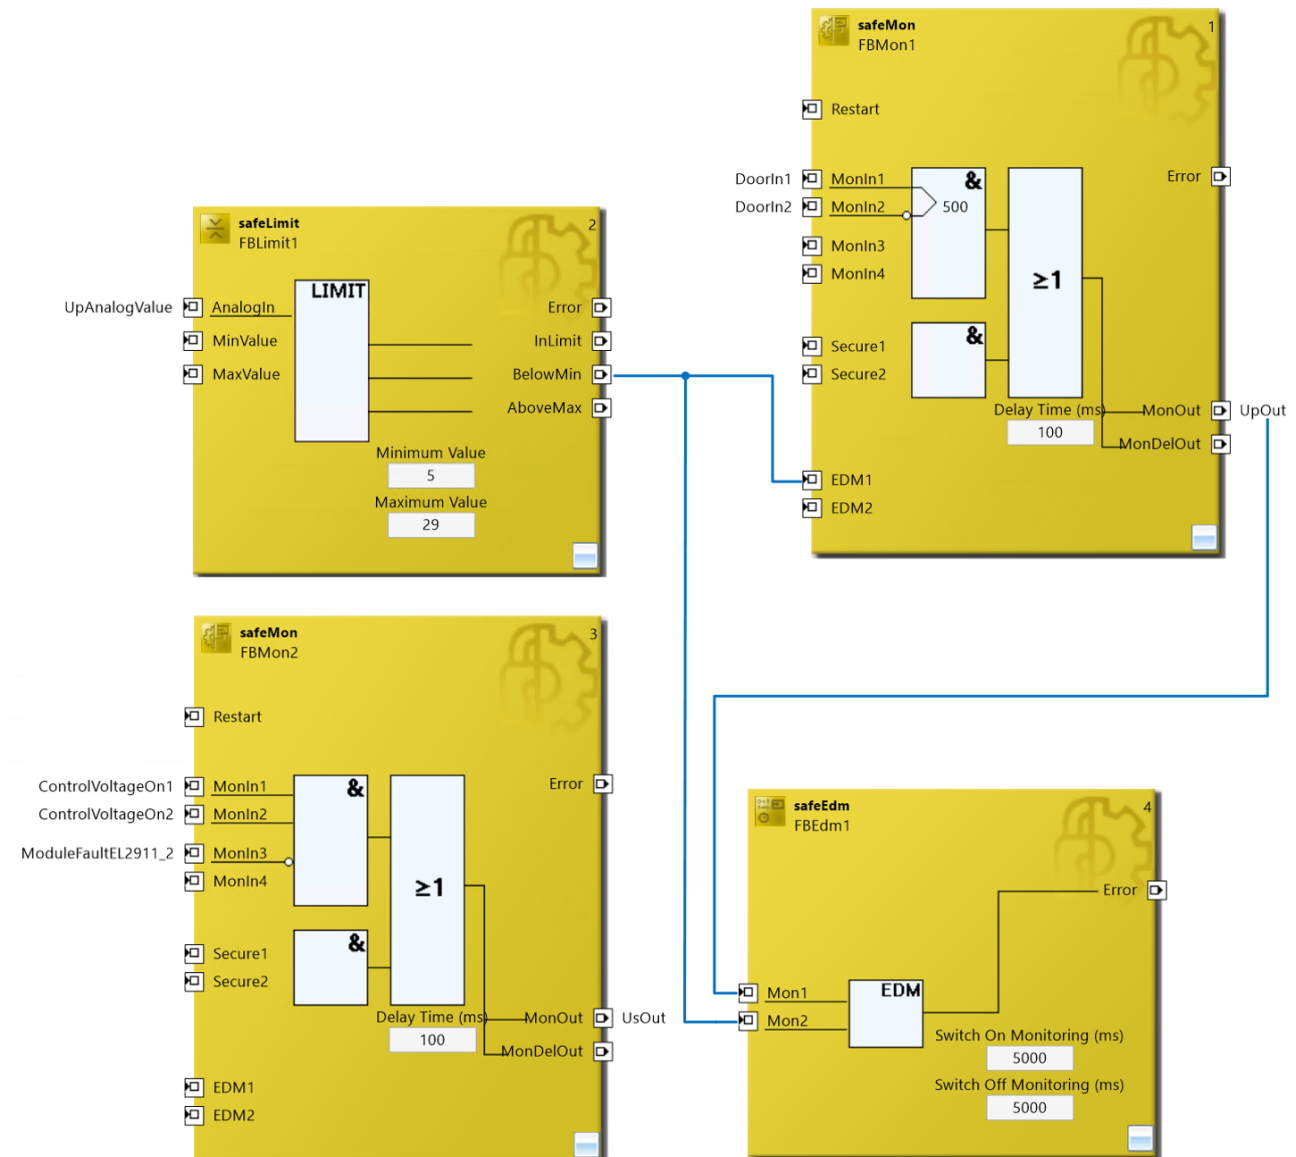 safeMon
FBMon1
1
Restart
DoorIn1
MonIn1
DoorIn2
MonIn2
&
500
MonIn3
MonIn4
≥1
Error
Secure1
Secure2
&
Delay Time (ms)
100
MonOut
UpOut
MonDelOut
EDM1
EDM2
safeLimit
FBLimit1
2
UpAnalogValue
AnalogIn
MinValue
MaxValue
LIMIT
Error
InLimit
BelowMin
AboveMax
Minimum Value
5
Maximum Value
29
safeMon
FBMon2
3
Restart
ControlVoltageOn1
MonIn1
ControlVoltageOn2
MonIn2
ModuleFaultEL2911_2
MonIn3
MonIn4
&
≥1
Error
Secure1
Secure2
&
Delay Time (ms)
100
MonOut
UsOut
MonDelOut
EDM1
EDM2
safeEdm
FBEdm1
4
Error
Mon1
Mon2
EDM
Switch On Monitoring (ms)
5000
Switch Off Monitoring (ms)
5000